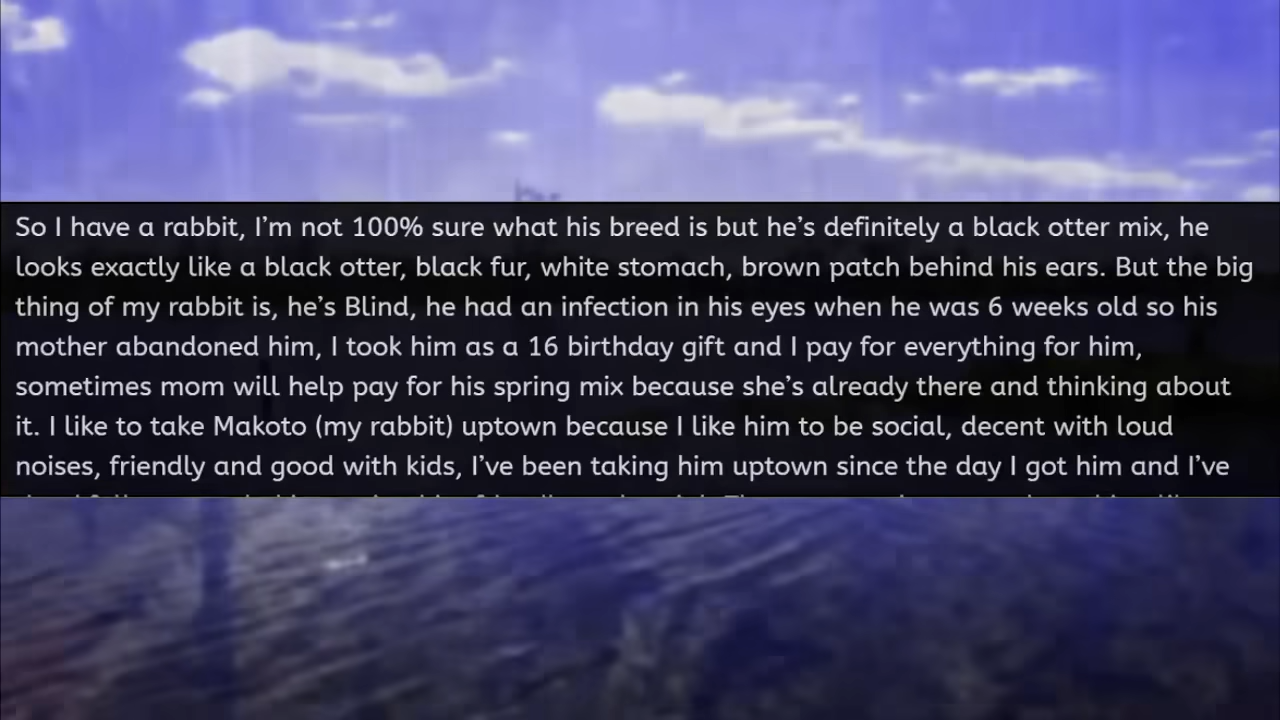 So I have a rabbit, I’m not 100% sure what his breed is but he’s definitely a black otter mix, he
looks exactly like a black otter, black fur, white stomach, brown patch behind his ears. But the big
thing of my rabbit is, he’s Blind, he had an infection in his eyes when he was 6 weeks old so his
mother abandoned him, I took him as a 16 birthday gift and I pay for everything for him,
sometimes mom will help pay for his spring mix because she’s already there and thinking about
it. I like to take Makoto (my rabbit) uptown because I like him to be social, decent with loud
noises, friendly and good with kids, I’ve been taking him uptown since the day I got him and I’ve